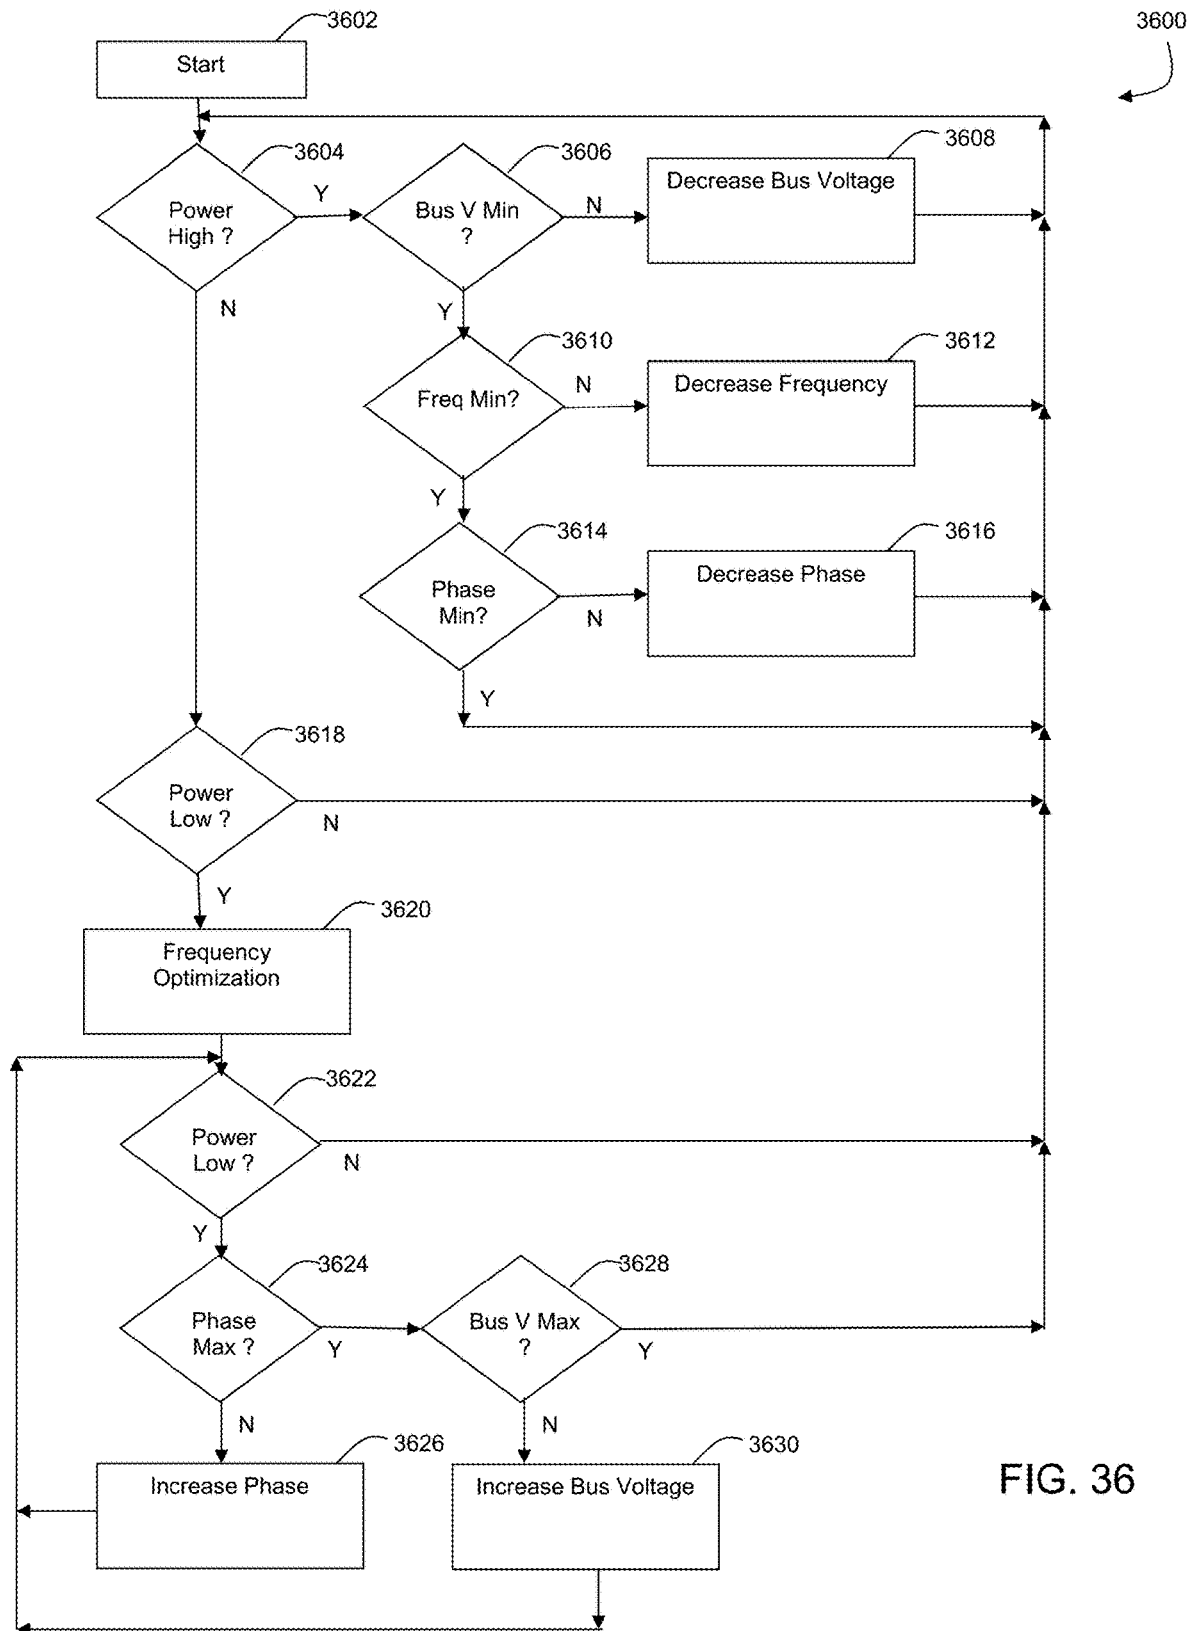 3602
3600
Start
3604
3606
3608
Power
High ?
Y
Bus V Min
?
N
Decrease Bus Voltage
N
Y
3610
3612
Freq Min?
N
Decrease Frequency
Y
3614
3616
Phase
Min?
N
Decrease Phase
Y
3618
Power
Low ?
N
Y
3620
Frequency
Optimization
3622
Power
Low ?
N
Y
3624
3628
Phase
Max ?
Y
Bus V Max
?
Y
N
N
3626
3630
Increase Phase
Increase Bus Voltage
FIG. 36